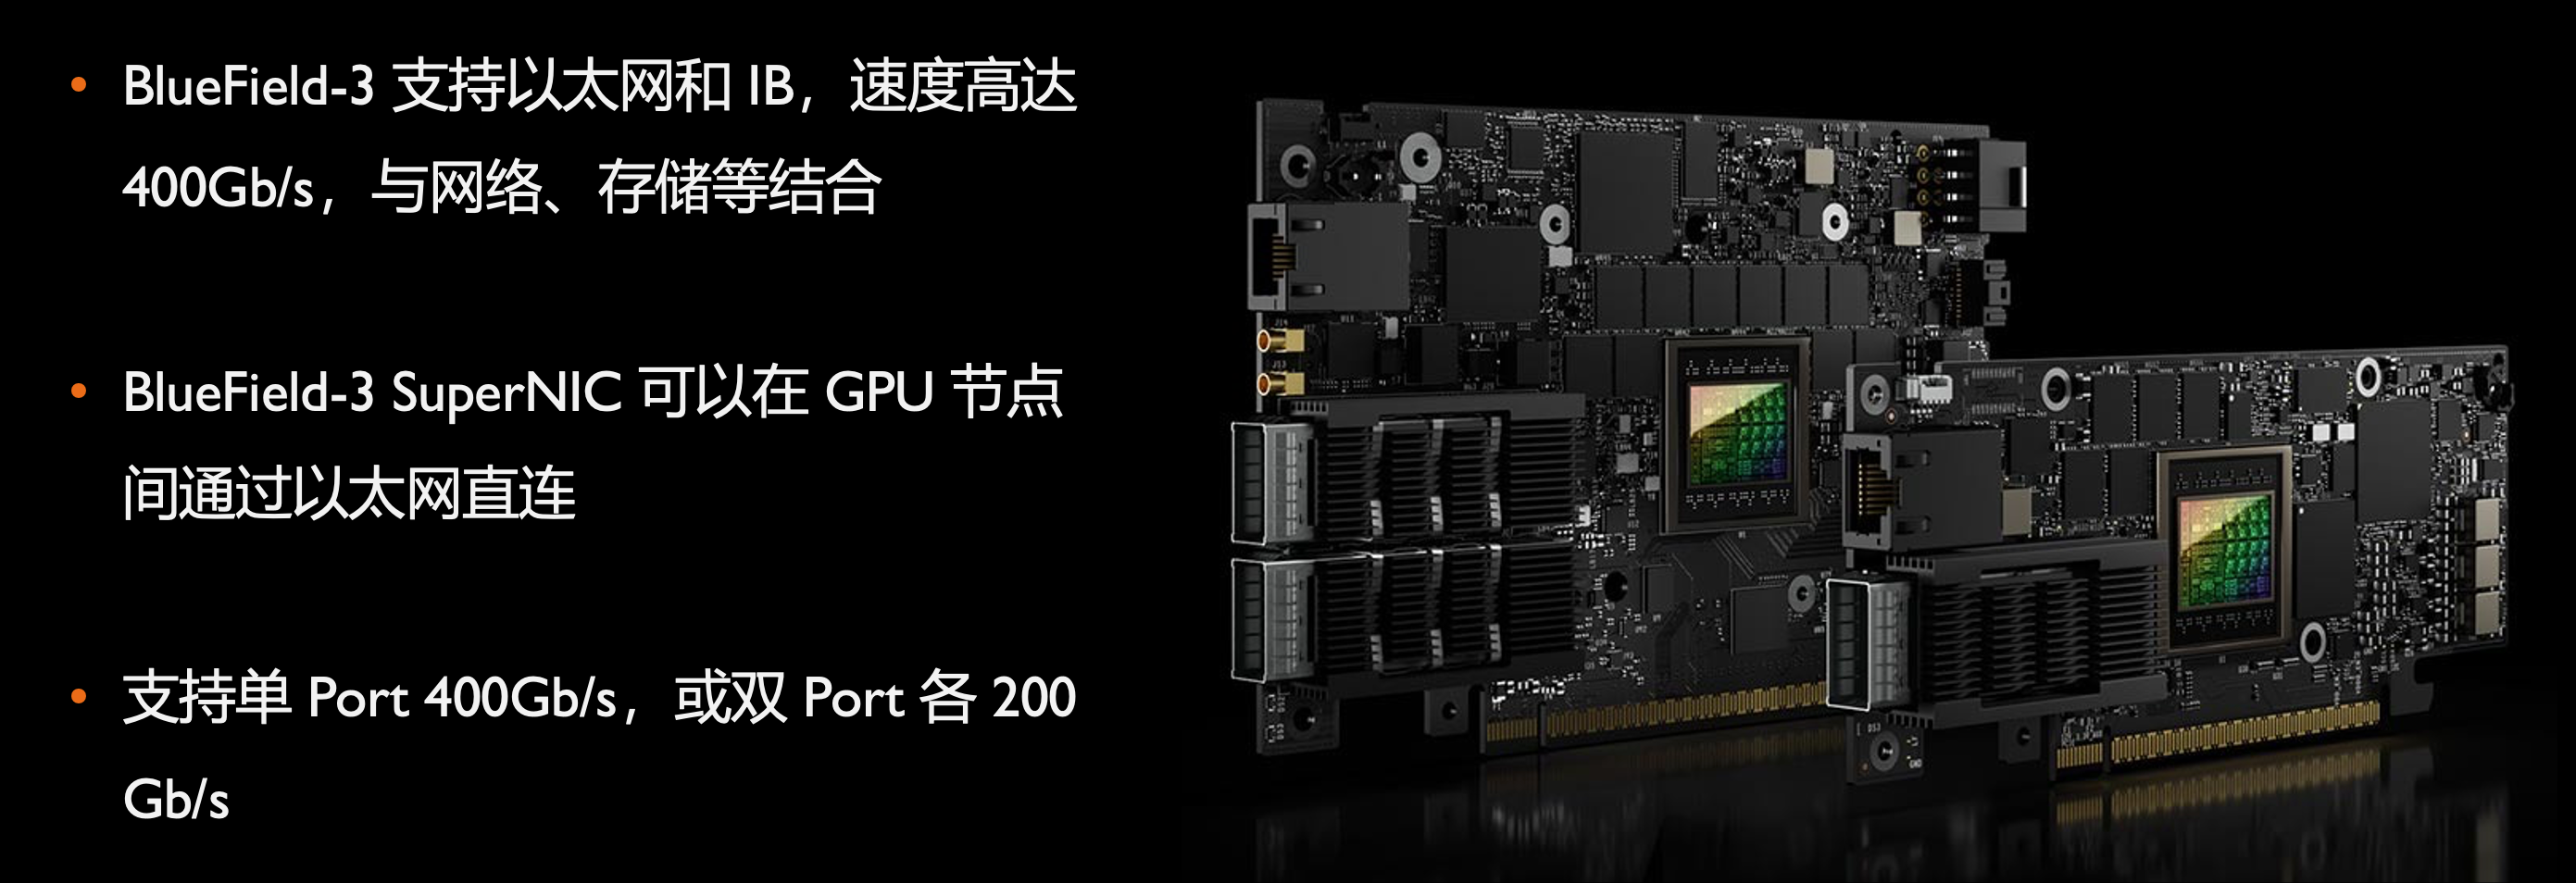 • BlueField-3 支持以太网和 IB，速度高达
400Gb/s，与网络、存储等结合
• BlueField-3 SuperNIC 可以在 GPU 节点
间通过以太网直连
• 支持单 Port 400Gb/s，或双 Port 各 200
Gb/s